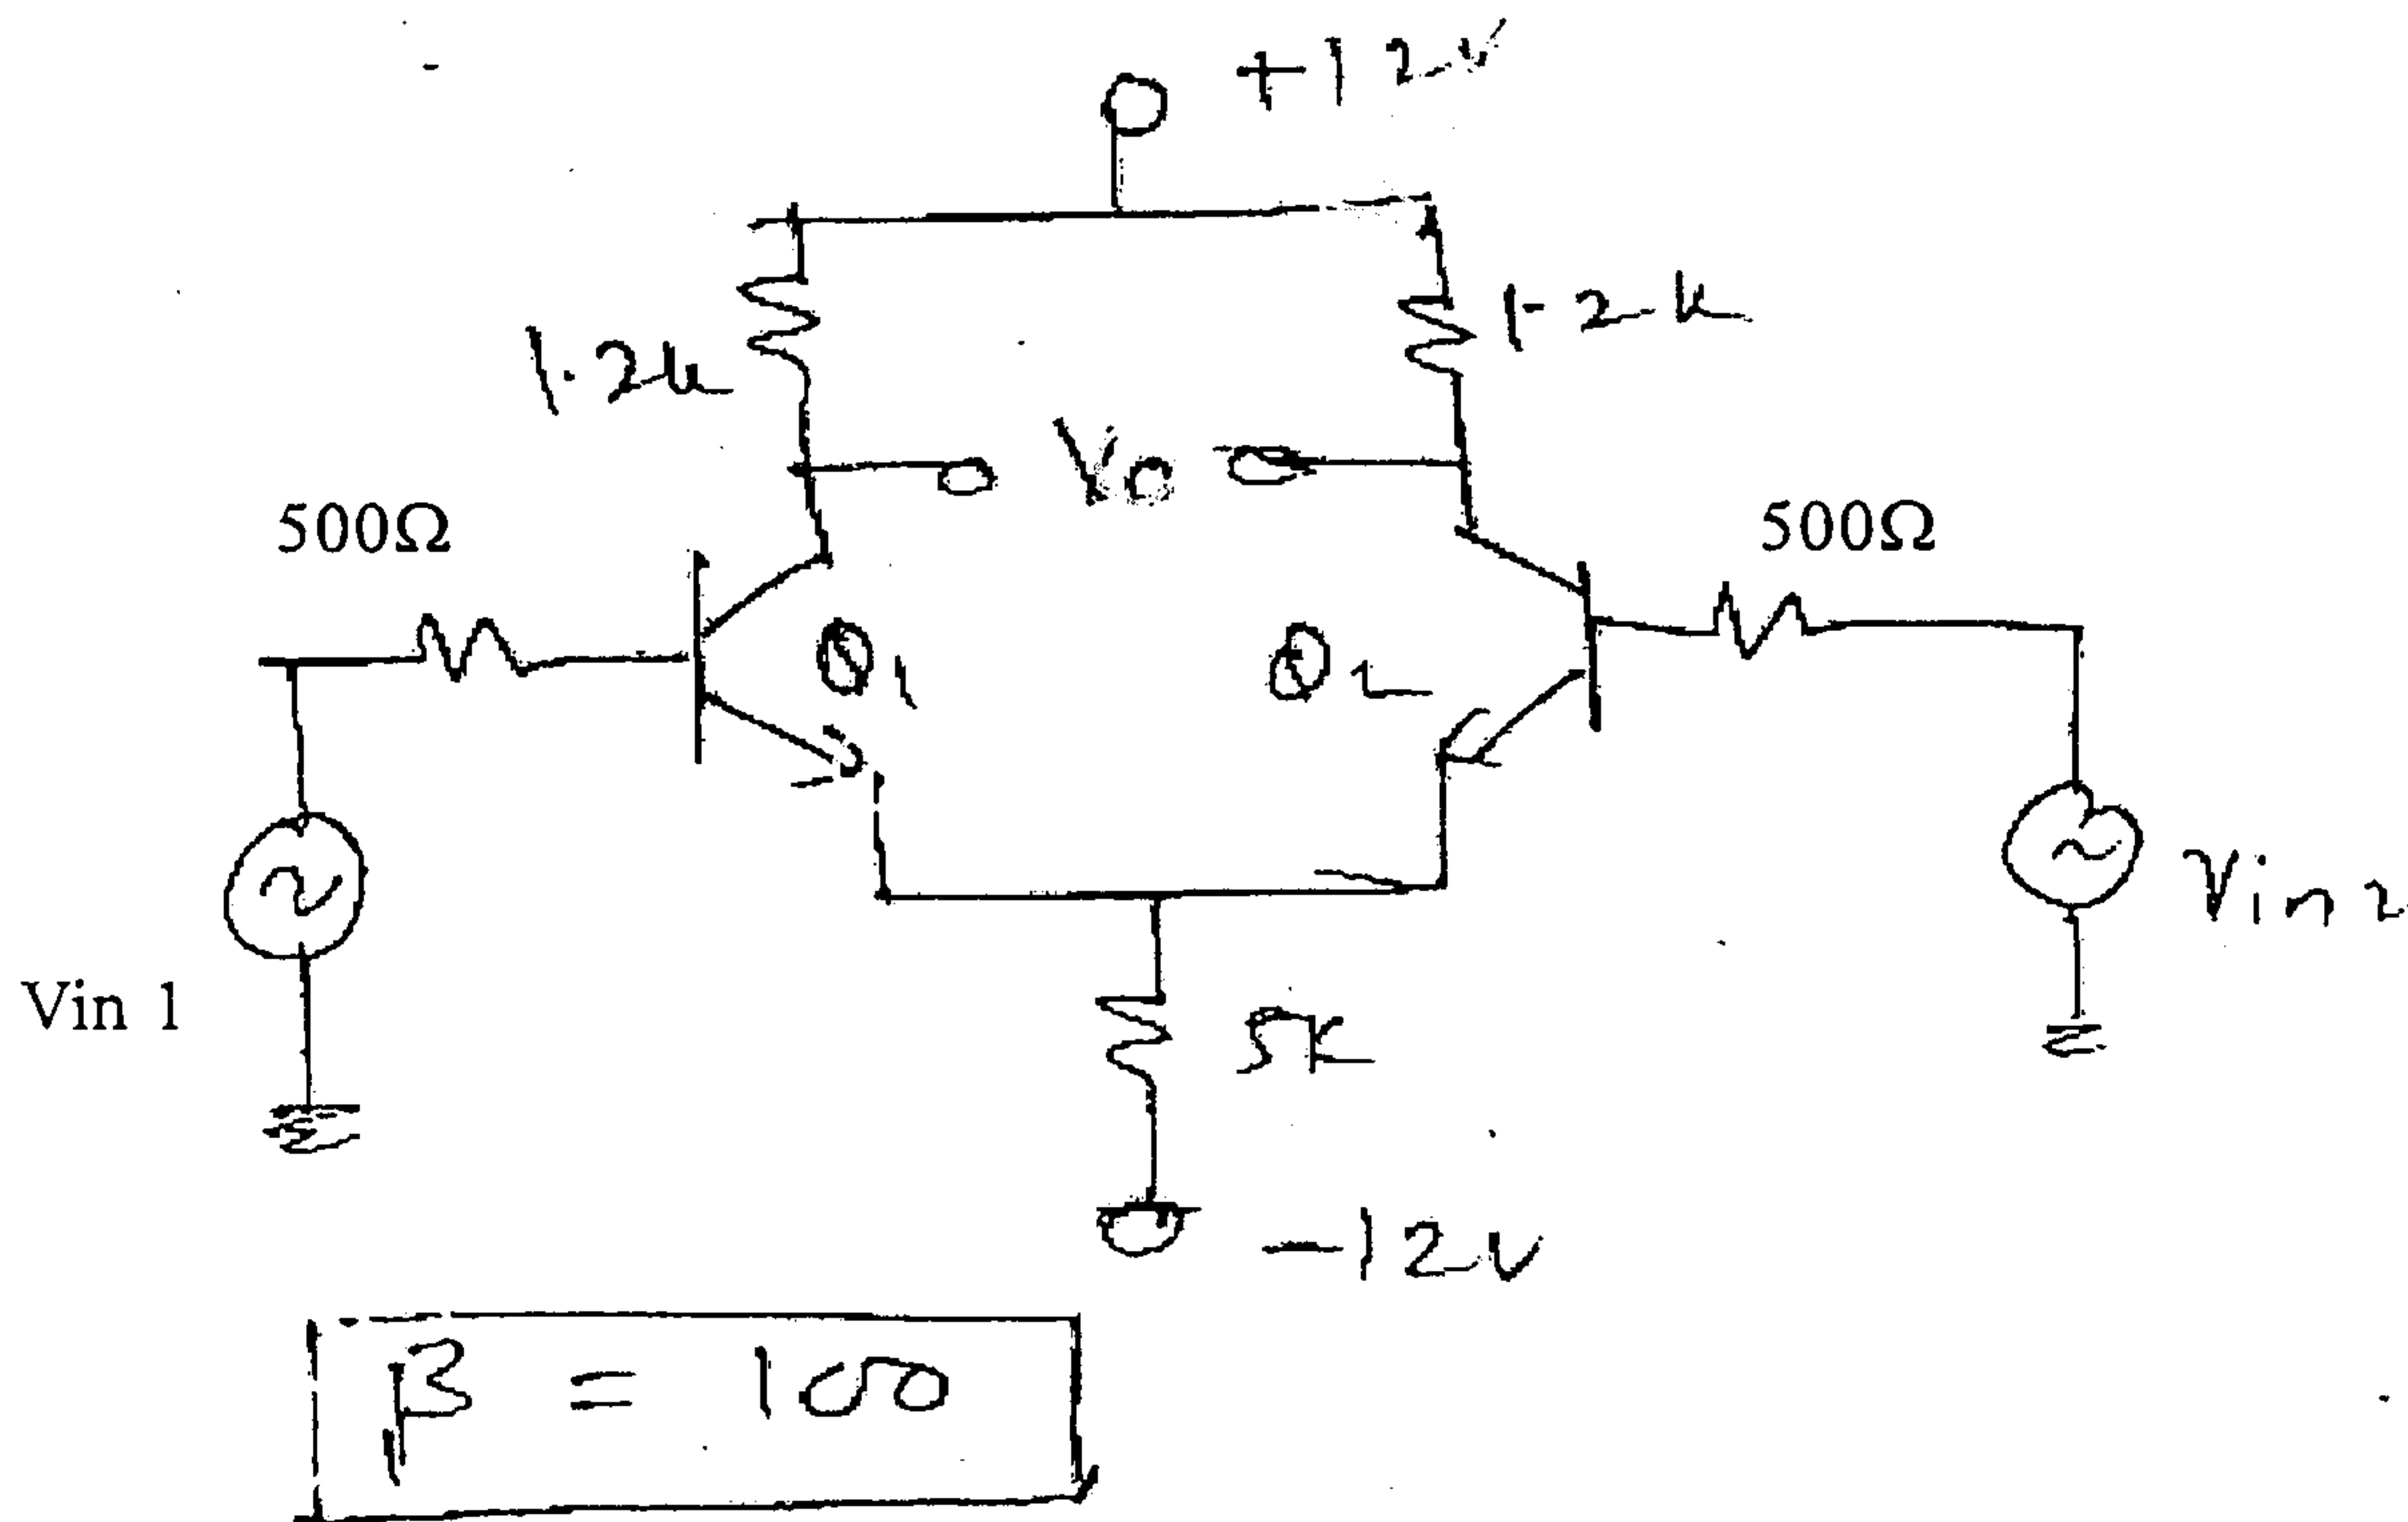 +12v
1.2k
1.2k
Vo
500Ω
500Ω
Q1
Q2
Vin 2
Vin 1
5K
-12v
β = 100